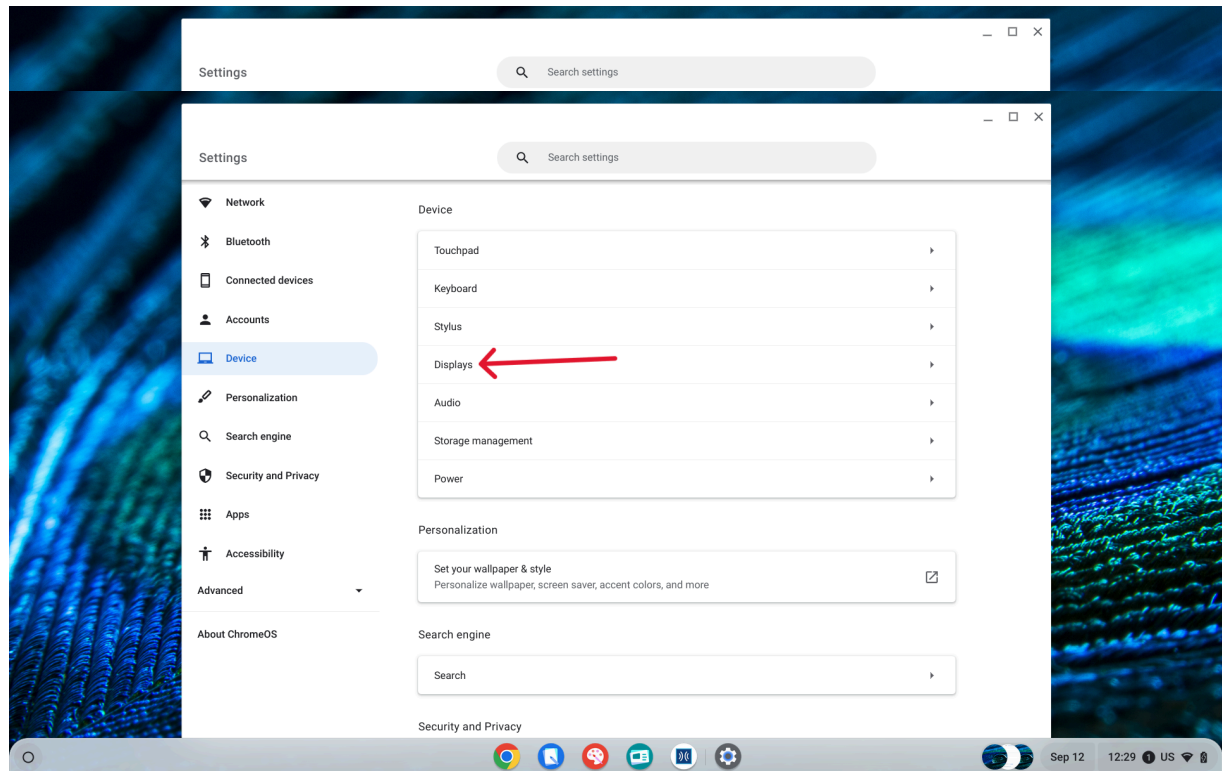 Settings
Search settings
Settings
Search settings
Network
Bluetooth
Connected devices
Accounts
Device
Personalization
Search engine
Security and Privacy
Apps
Accessibility
Advanced
About ChromeOS
Device
Touchpad
Keyboard
Stylus
Displays
Audio
Storage management
Power
Personalization
Set your wallpaper & style
Personalize wallpaper, screen saver, accent colors, and more
Search engine
Search
Security and Privacy
Sep 12 12:29 1 US